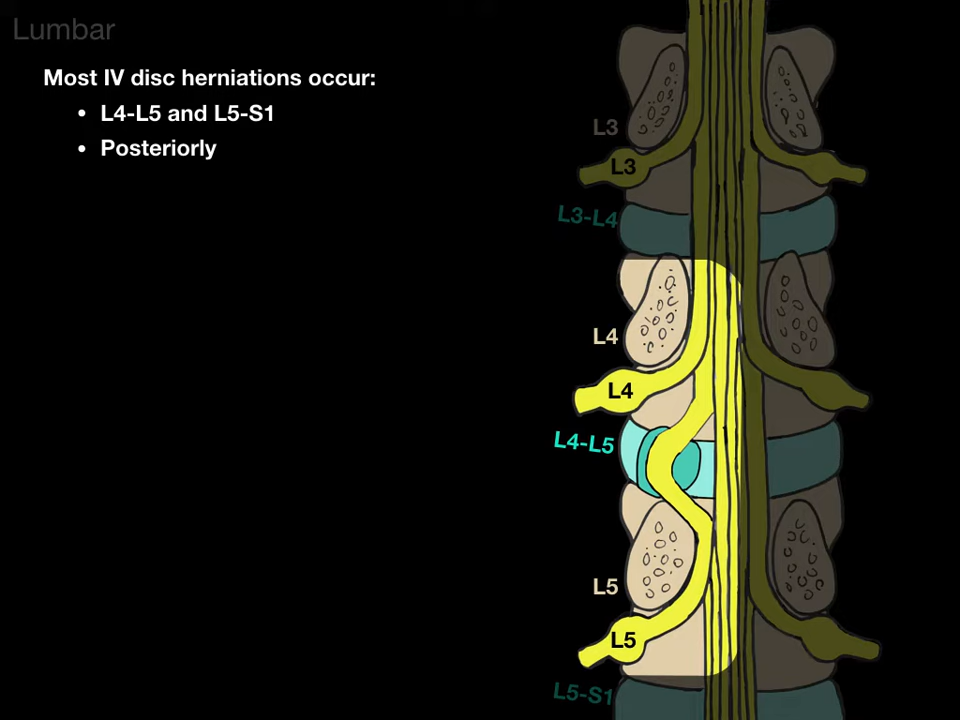 Lumbar
Most IV disc herniations occur:
• L4-L5 and L5-S1
• Posteriorly
L3
L3
L3-L4
L4
L4
L4-L5
L5
L5
L5-S1